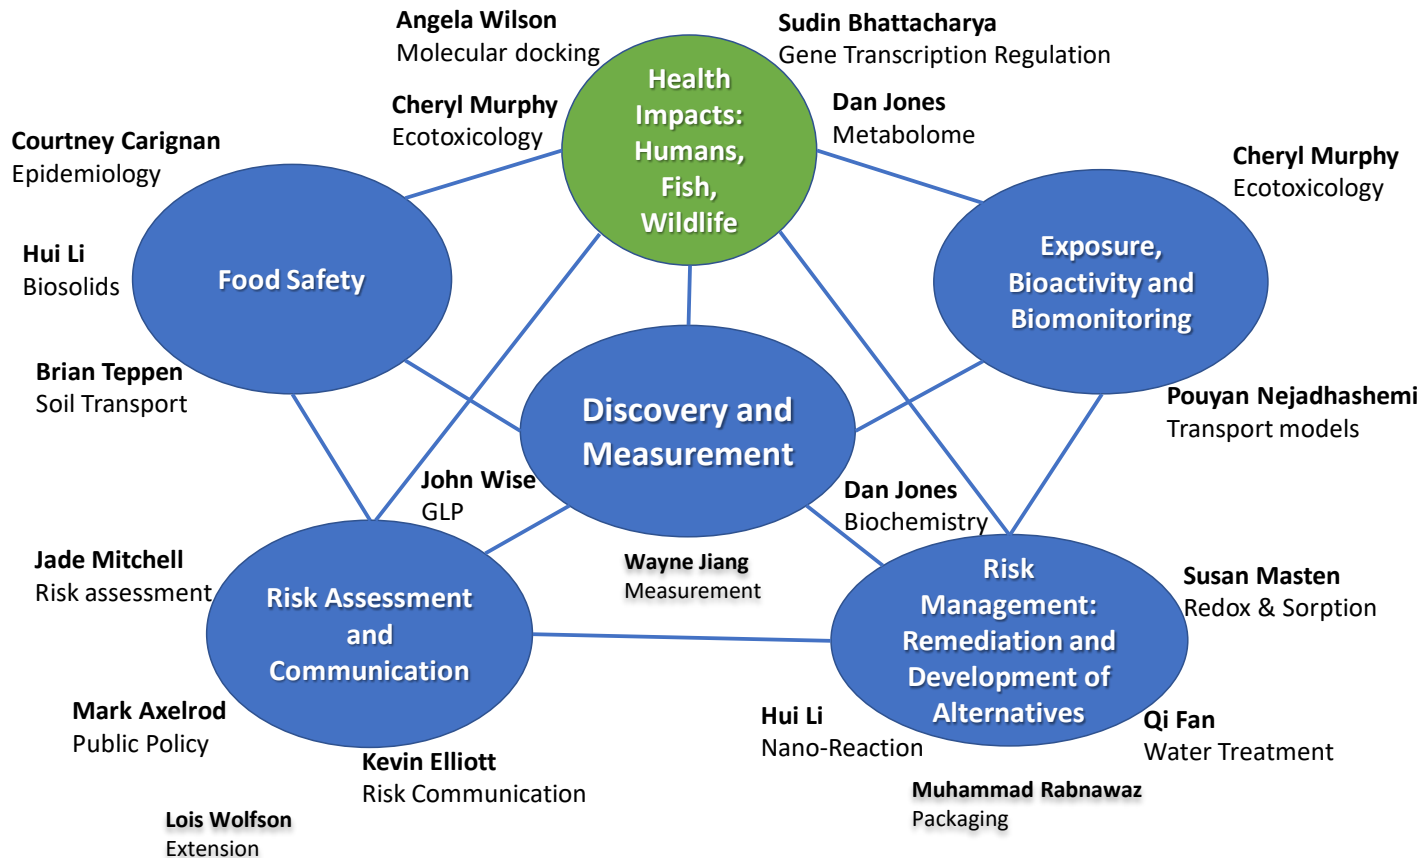 Angela Wilson
Molecular docking
Sudin Bhattacharya
Gene Transcription Regulation
Health
Impacts:
Humans,
Fish,
Wildlife
Cheryl Murphy
Ecotoxicology
Dan Jones
Metabolome
Courtney Carignan
Epidemiology
Cheryl Murphy
Ecotoxicology
Hui Li
Biosolids
Food Safety
Exposure,
Bioactivity and
Biomonitoring
Brian Teppen
Soil Transport
Discovery and
Measurement
Pouyan Nejadhashemi
Transport models
John Wise
GLP
Dan Jones
Biochemistry
Wayne Jiang
Measurement
Jade Mitchell
Risk assessment
Risk Assessment
and
Communication
Risk
Management:
Remediation and
Development of
Alternatives
Susan Masten
Redox & Sorption
Mark Axelrod
Public Policy
Kevin Elliott
Risk Communication
Hui Li
Nano-Reaction
Qi Fan
Water Treatment
Muhammad Rabnawaz
Packaging
Lois Wolfson
Extension